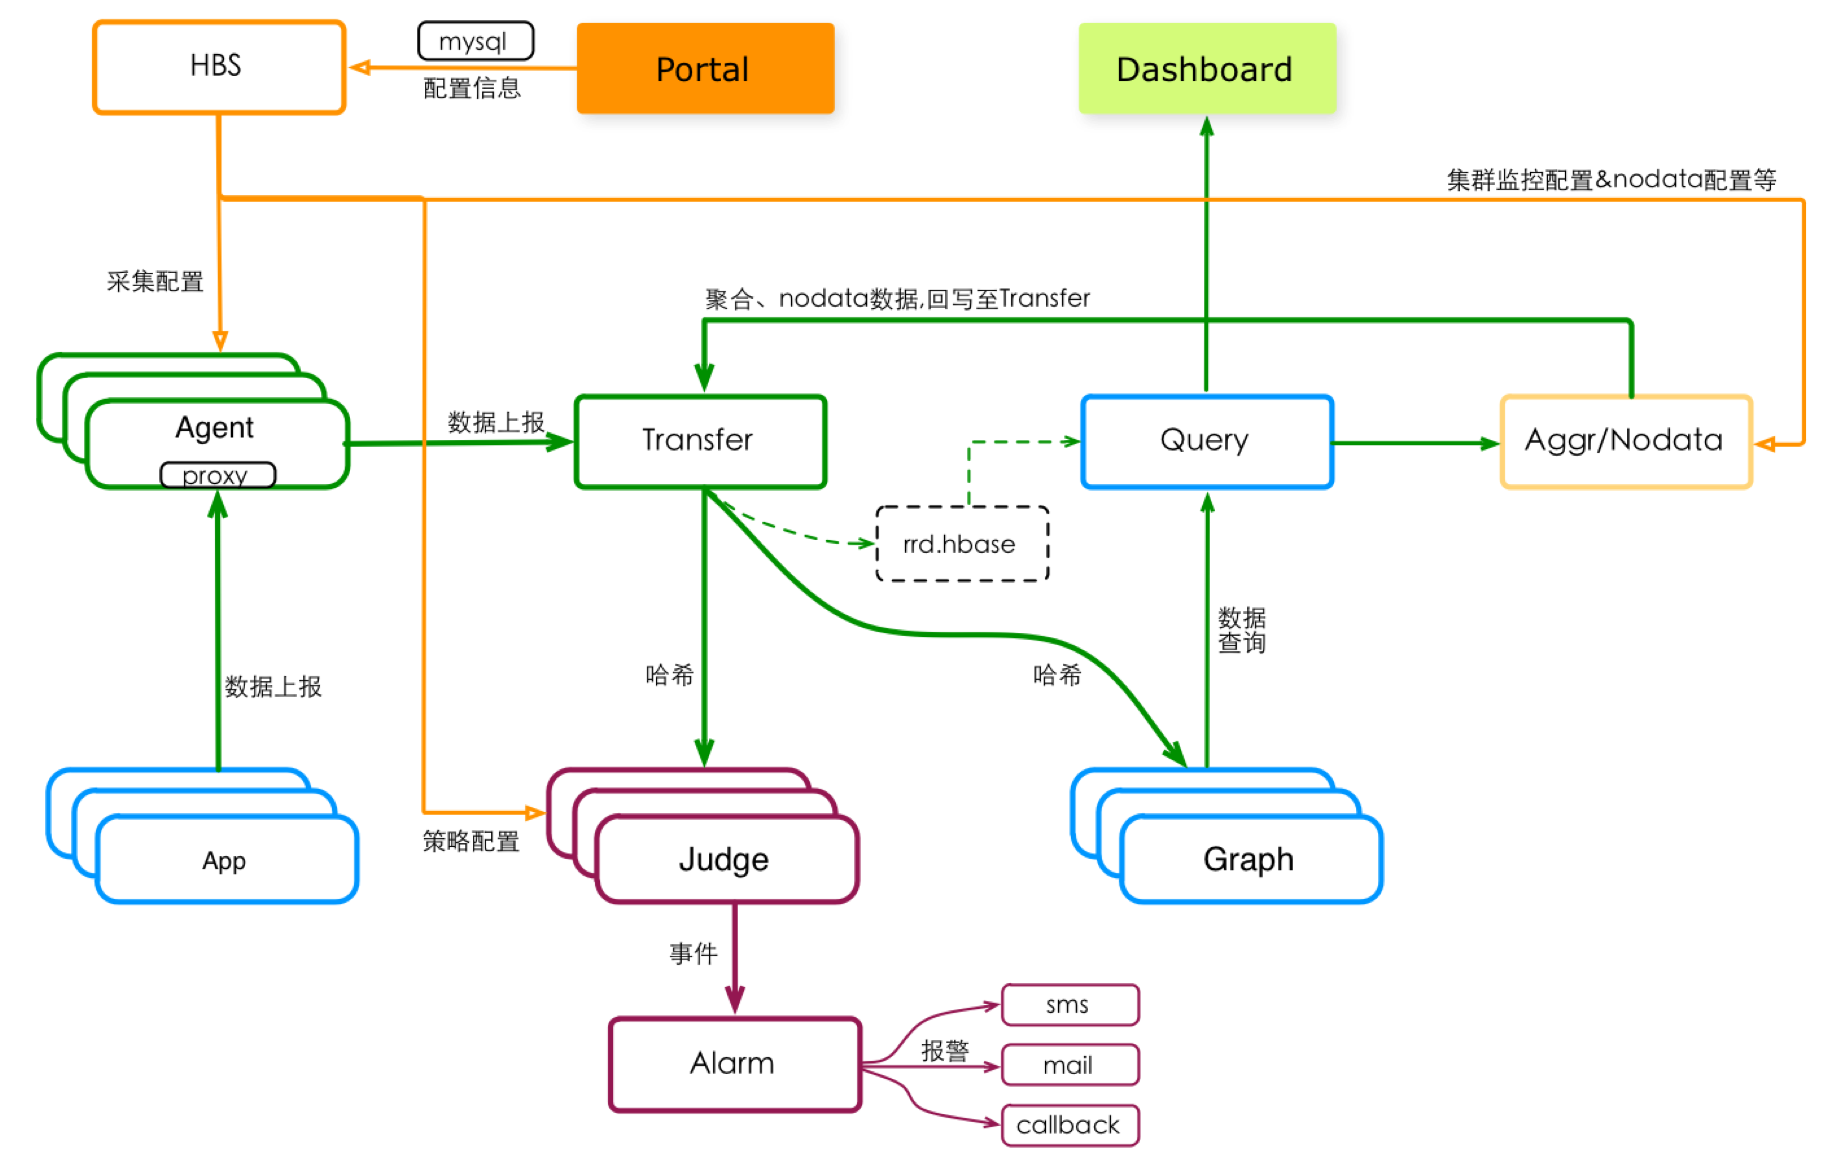 HBS
mysql
配置信息
Portal
Dashboard
集群监控配置&nodata配置等
采集配置
聚合、nodata数据,回写至Transfer
Agent
proxy
数据上报
Transfer
Query
Aggr/Nodata
rrd.hbase
数据
查询
哈希
哈希
数据上报
App
策略配置
Judge
Graph
事件
Alarm
报警
sms
mail
callback